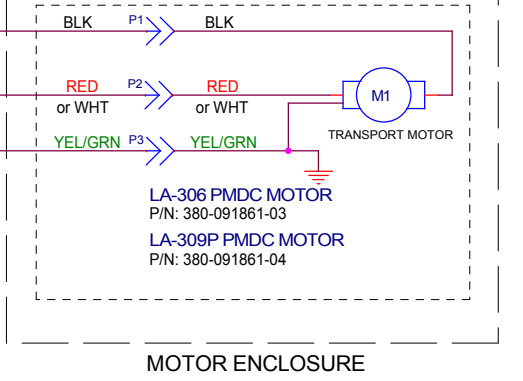 BLK P1 BLK
RED P2 RED
or WHT or WHT
M1
TRANSPORT MOTOR
YEL/GRN P3 YEL/GRN
LA-306 PMDC MOTOR
P/N: 380-091861-03
LA-309P PMDC MOTOR
P/N: 380-091861-04
MOTOR ENCLOSURE